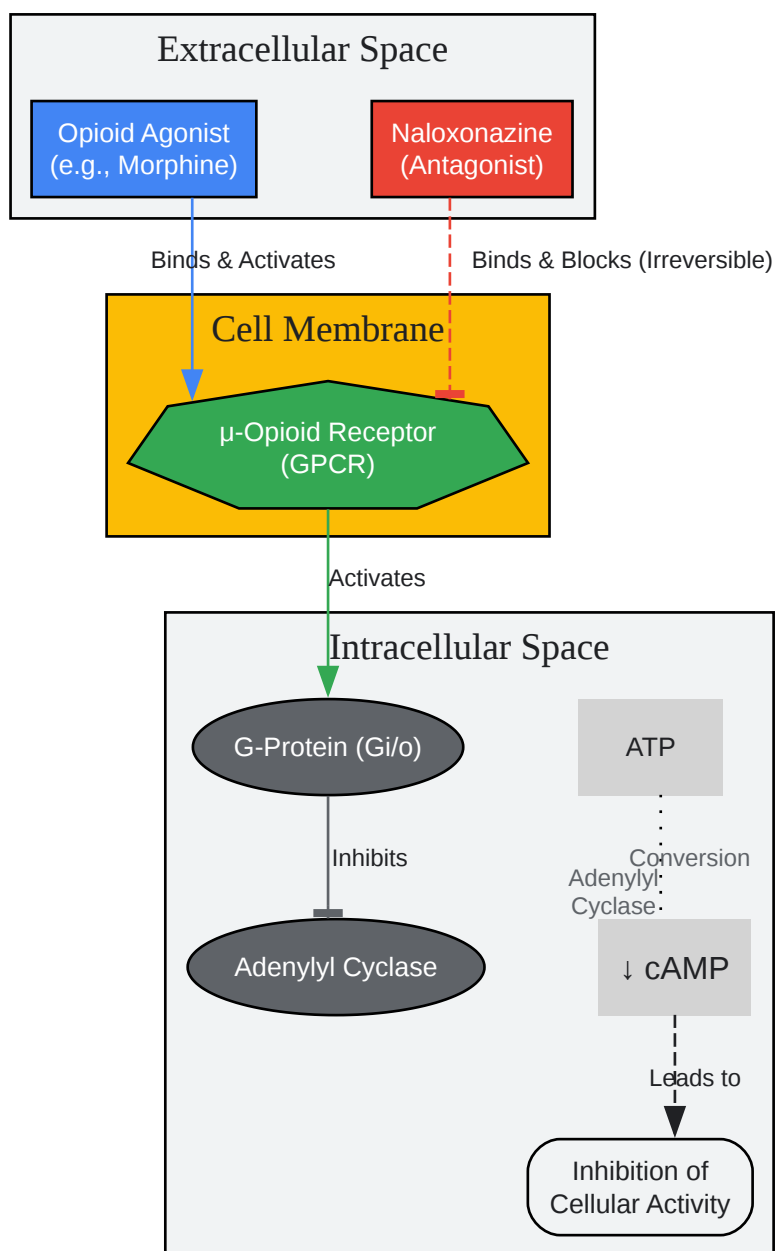 Extracellular Space
Opioid Agonist
(e.g., Morphine)
Naloxonazine
(Antagonist)
Binds & Activates
Binds & Blocks (Irreversible)
Cell Membrane
μ-Opioid Receptor
(GPCR)
Activates
Intracellular Space
G-Protein (Gi/o)
ATP
Inhibits
Conversion
Adenylyl
Cyclase
Adenylyl Cyclase
↓ cAMP
Leads to
Inhibition of
Cellular Activity